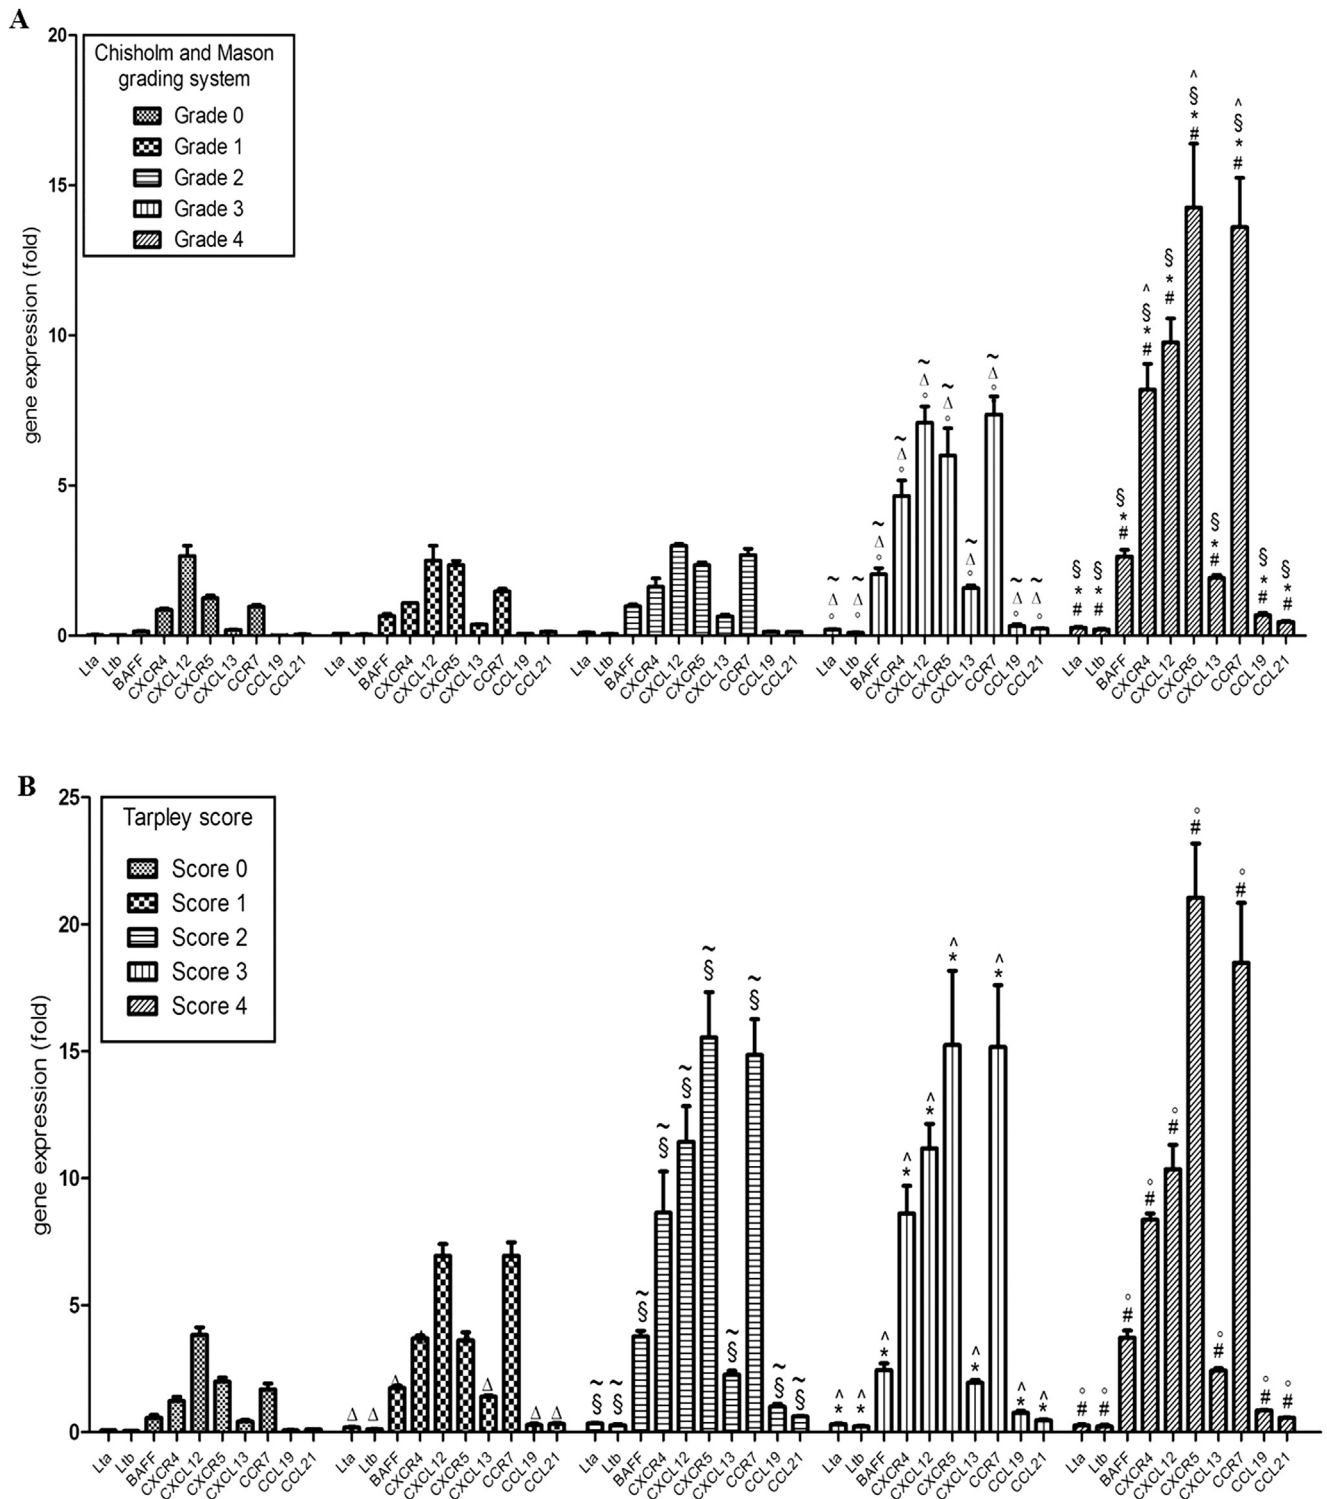 A
20
15
10
5
0
gene expression (fold)
Chisholm and Mason
grading system
Grade 0
Grade 1
Grade 2
Grade 3
Grade 4
~ ~ ~ ~ ~ ~ ~ ~ ~ ~
Δ Δ Δ Δ Δ Δ Δ Δ Δ Δ
° ° ° ° ° ° ° ° ° °
^ ^ ^
§ § § § § § § § § §
* * * * * * * * * *
# # # # # # # # # #
Lta Ltb BAFF CXCR4 CXCL12 CXCR5 CXCL13 CCR7 CCL19 CCL21
Lta Ltb BAFF CXCR4 CXCL12 CXCR5 CXCL13 CCR7 CCL19 CCL21
Lta Ltb BAFF CXCR4 CXCL12 CXCR5 CXCL13 CCR7 CCL19 CCL21
Lta Ltb BAFF CXCR4 CXCL12 CXCR5 CXCL13 CCR7 CCL19 CCL21
Lta Ltb BAFF CXCR4 CXCL12 CXCR5 CXCL13 CCR7 CCL19 CCL21
B
25
20
15
10
5
0
gene expression (fold)
Tarpley score
Score 0
Score 1
Score 2
Score 3
Score 4
Δ Δ Δ Δ Δ Δ
~ ~ ~ ~ ~ ~ ~ ~ ~ ~
§ § § § § § § § § §
^ ^ ^ ^ ^ ^ ^ ^ ^ ^
* * * * * * * * * *
° ° ° ° ° ° ° ° ° °
# # # # # # # # # #
Lta Ltb BAFF CXCR4 CXCL12 CXCR5 CXCL13 CCR7 CCL19 CCL21
Lta Ltb BAFF CXCR4 CXCL12 CXCR5 CXCL13 CCR7 CCL19 CCL21
Lta Ltb BAFF CXCR4 CXCL12 CXCR5 CXCL13 CCR7 CCL19 CCL21
Lta Ltb BAFF CXCR4 CXCL12 CXCR5 CXCL13 CCR7 CCL19 CCL21
Lta Ltb BAFF CXCR4 CXCL12 CXCR5 CXCL13 CCR7 CCL19 CCL21